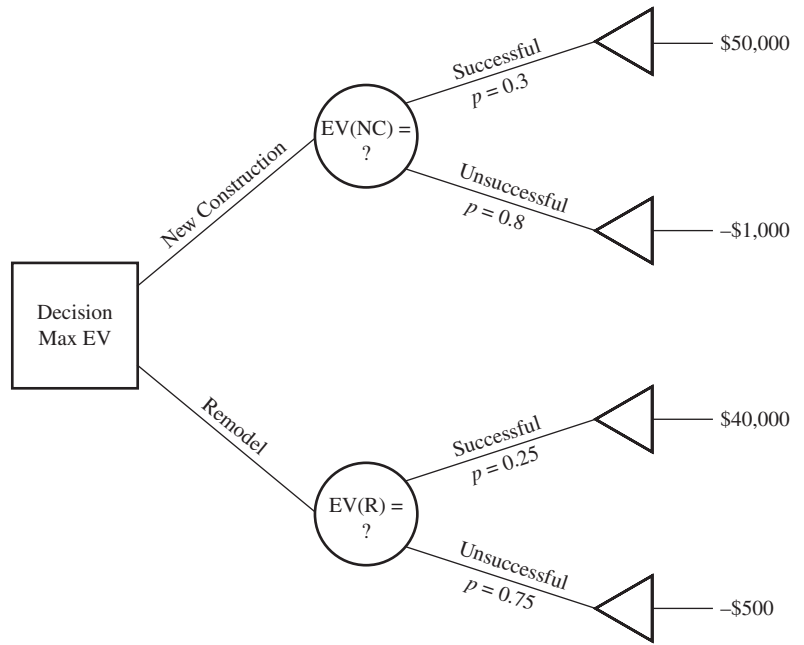 Successful
p = 0.3
$50,000
EV(NC) =
?
New Construction
Unsuccessful
p = 0.8
–$1,000
Decision
Max EV
Remodel
Successful
p = 0.25
$40,000
EV(R) =
?
Unsuccessful
p = 0.75
–$500